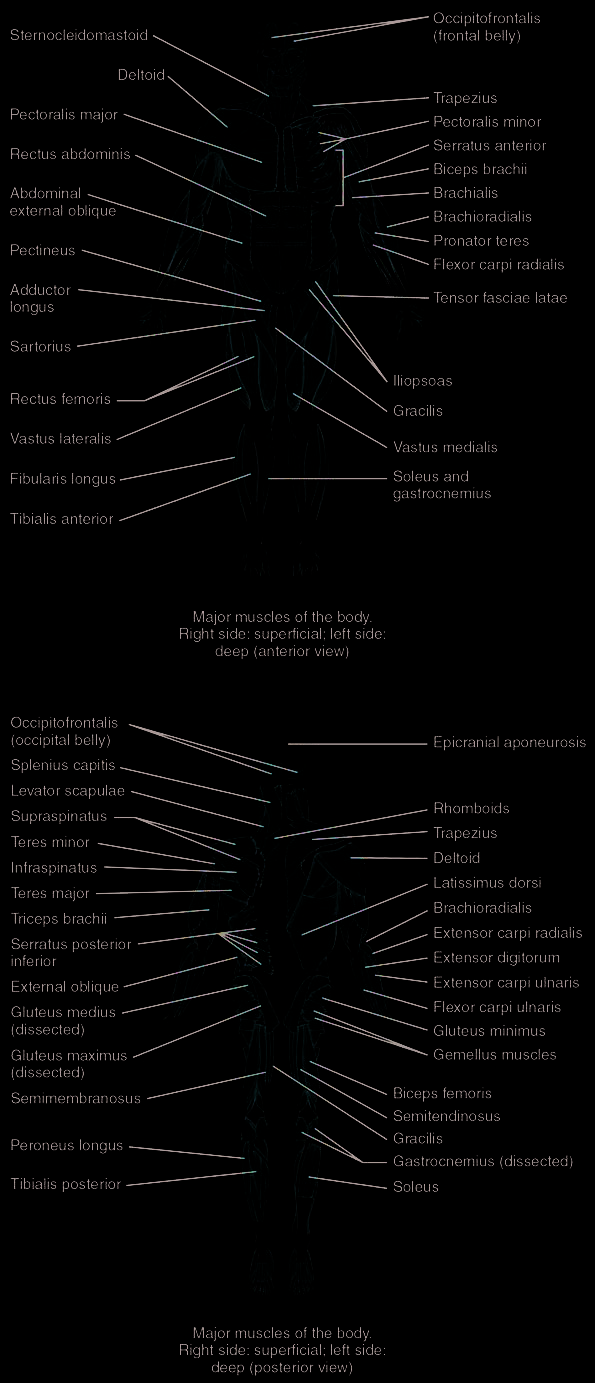 Occipitofrontalis
(frontal belly)
Sternocleidomastoid
Deltoid
Pectoralis major
Rectus abdominis
Abdominal
external oblique
Pectineus
Adductor
longus
Sartorius
Rectus femoris
Vastus lateralis
Fibularis longus
Tibialis anterior
Trapezius
Pectoralis minor
Serratus anterior
Biceps brachii
Brachialis
Brachioradialis
Pronator teres
Flexor carpi radialis
Tensor fasciae latae
Iliopsoas
Gracilis
Vastus medialis
Soleus and
gastrocnemius
Major muscles of the body.
Right side: superficial; left side:
deep (anterior view)
Occipitofrontalis
(occipital belly)
Splenius capitis
Levator scapulae
Supraspinatus
Teres minor
Infraspinatus
Teres major
Triceps brachii
Serratus posterior
inferior
External oblique
Gluteus medius
(dissected)
Gluteus maximus
(dissected)
Semimembranosus
Peroneus longus
Tibialis posterior
Epicranial aponeurosis
Rhomboids
Trapezius
Deltoid
Latissimus dorsi
Brachioradialis
Extensor carpi radialis
Extensor digitorum
Extensor carpi ulnaris
Flexor carpi ulnaris
Gluteus minimus
Gemellus muscles
Biceps femoris
Semitendinosus
Gracilis
Gastrocnemius (dissected)
Soleus
Major muscles of the body.
Right side: superficial; left side:
deep (posterior view)